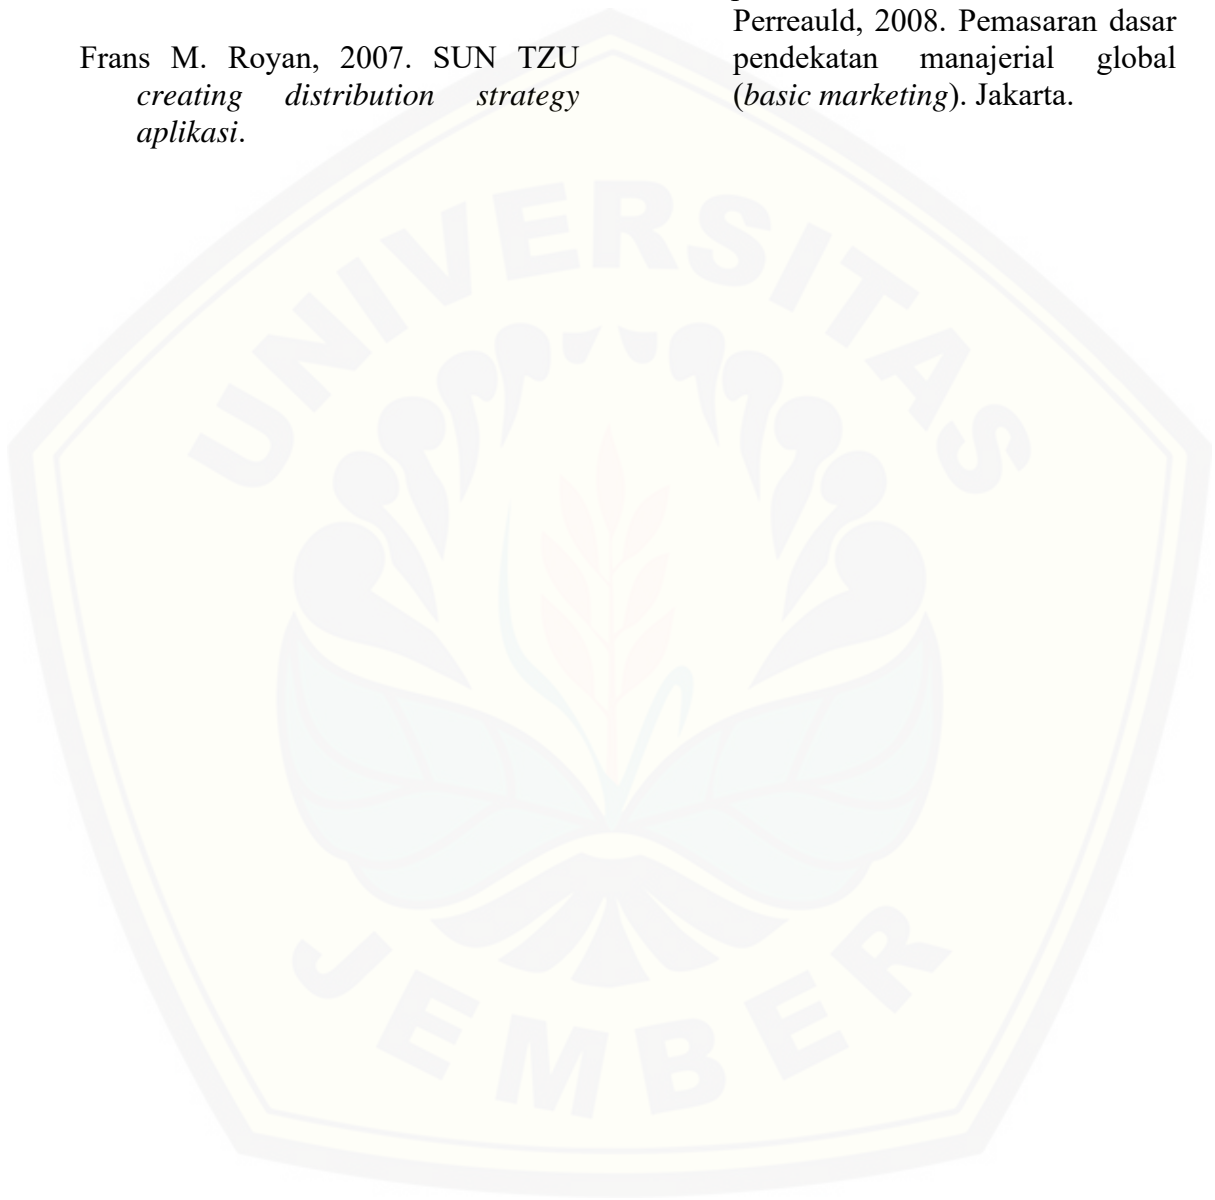 Frans M. Royan, 2007. SUN TZU
creating distribution strategy
aplikasi.
Perreauld, 2008. Pemasaran dasar
pendekatan manajerial global
(basic marketing). Jakarta.
UNIVERSITAS
JEMBER